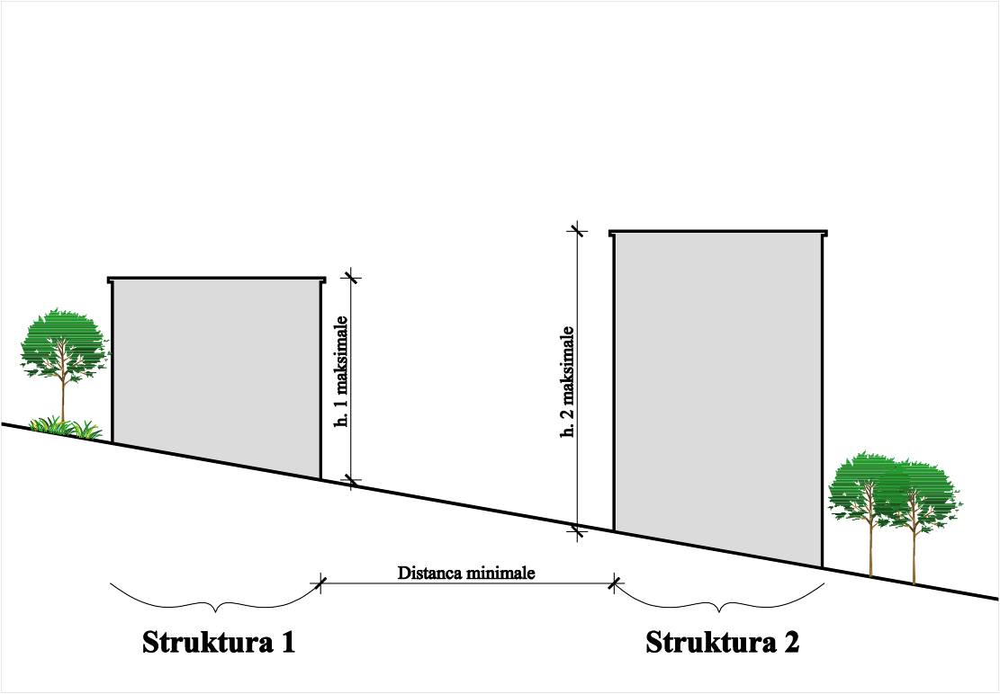 h. 1 maksimale
h. 2 maksimale
Distanca minimale
Struktura 1
Struktura 2